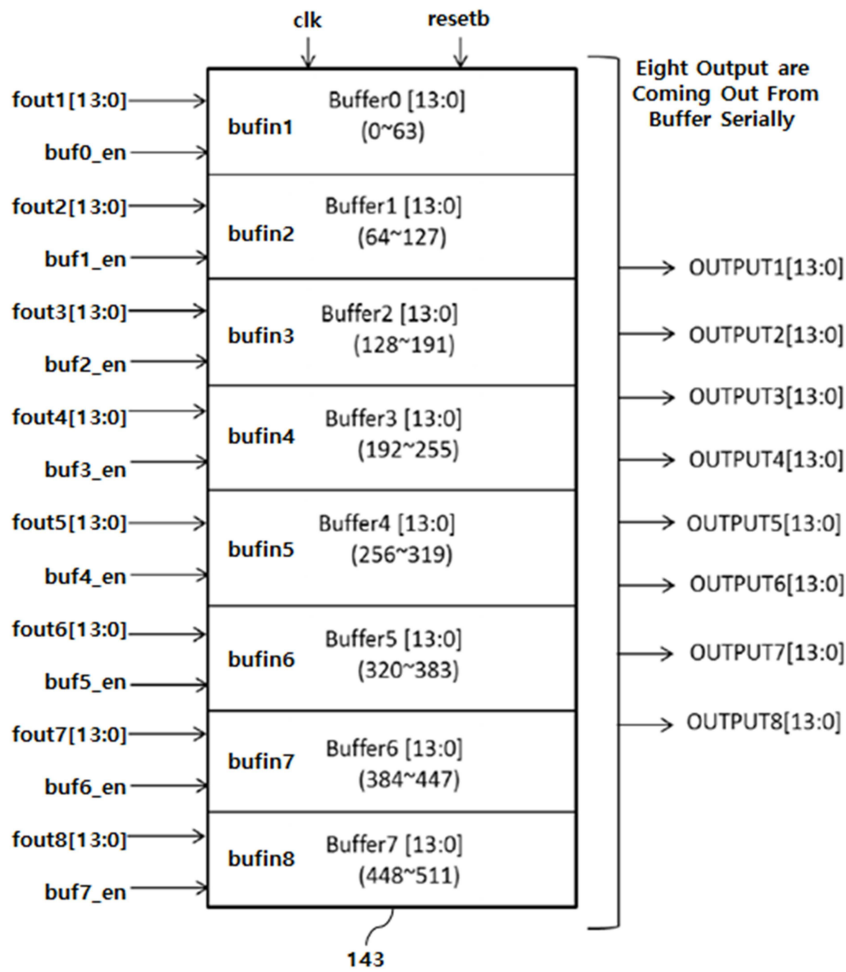 clk
resetb
Eight Output are
Coming Out From
Buffer Serially
fout1[13:0]
buf0_en
bufin1
Buffer0 [13:0]
(0~63)
fout2[13:0]
buf1_en
bufin2
Buffer1 [13:0]
(64~127)
fout3[13:0]
buf2_en
bufin3
Buffer2 [13:0]
(128~191)
fout4[13:0]
buf3_en
bufin4
Buffer3 [13:0]
(192~255)
fout5[13:0]
buf4_en
bufin5
Buffer4 [13:0]
(256~319)
fout6[13:0]
buf5_en
bufin6
Buffer5 [13:0]
(320~383)
fout7[13:0]
buf6_en
bufin7
Buffer6 [13:0]
(384~447)
fout8[13:0]
buf7_en
bufin8
Buffer7 [13:0]
(448~511)
OUTPUT1[13:0]
OUTPUT2[13:0]
OUTPUT3[13:0]
OUTPUT4[13:0]
OUTPUT5[13:0]
OUTPUT6[13:0]
OUTPUT7[13:0]
OUTPUT8[13:0]
143